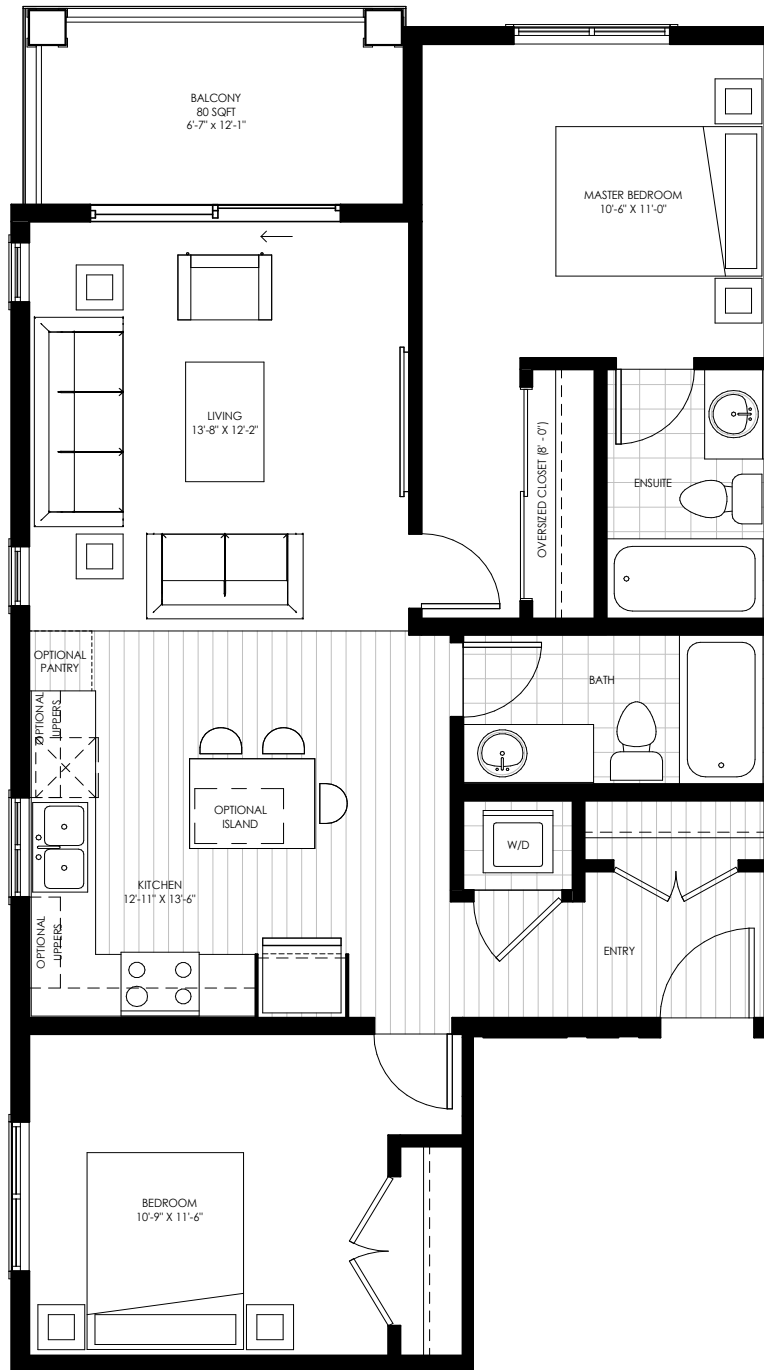 BALCONY
80 SQFT
6'-7" x 12'-1"
MASTER BEDROOM
10'-6" X 11'-0"
LIVING
13'-8" X 12'-2"
OVERSIZED CLOSET (8' - 0")
ENSUITE
OPTIONAL
PANTRY
BATH
OPTIONAL
UPPERS
OPTIONAL
ISLAND
W/D
KITCHEN
12'-11" X 13'-6"
OPTIONAL
UPPERS
ENTRY
BEDROOM
10'-9" X 11'-6"